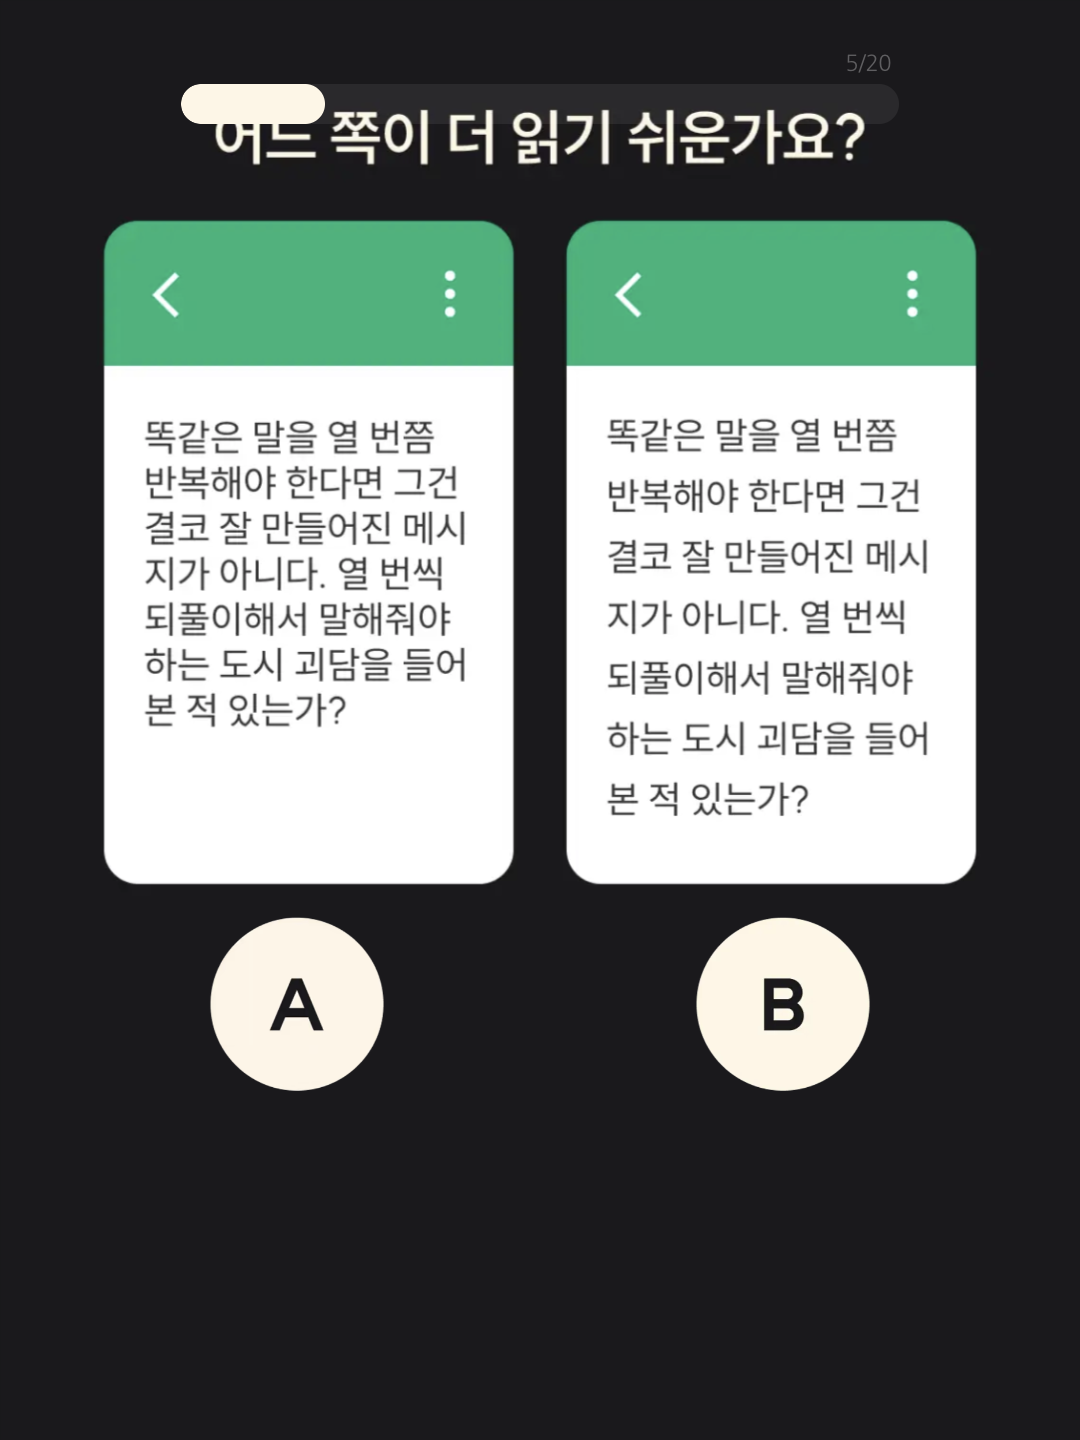 5/20
어느 쪽이 더 읽기 쉬운가요?
똑같은 말을 열 번쯤
반복해야 한다면 그건
결코 잘 만들어진 메시
지가 아니다. 열 번씩
되풀이해서 말해줘야
하는 도시 괴담을 들어
본 적 있는가?
똑같은 말을 열 번쯤
반복해야 한다면 그건
결코 잘 만들어진 메시
지가 아니다. 열 번씩
되풀이해서 말해줘야
하는 도시 괴담을 들어
본 적 있는가?
A
B